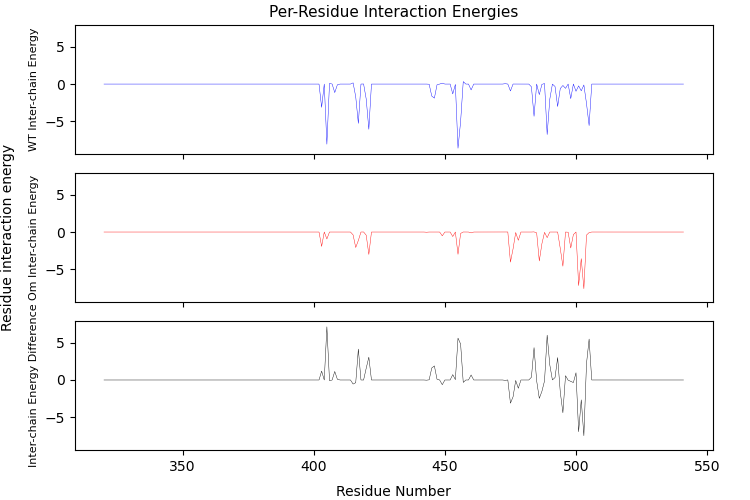 Per-Residue Interaction Energies
Residue interaction energy
WT Inter-chain Energy
5
0
−5
Om Inter-chain Energy
5
0
−5
Inter-chain Energy Difference
5
0
−5
350
400
450
500
550
Residue Number